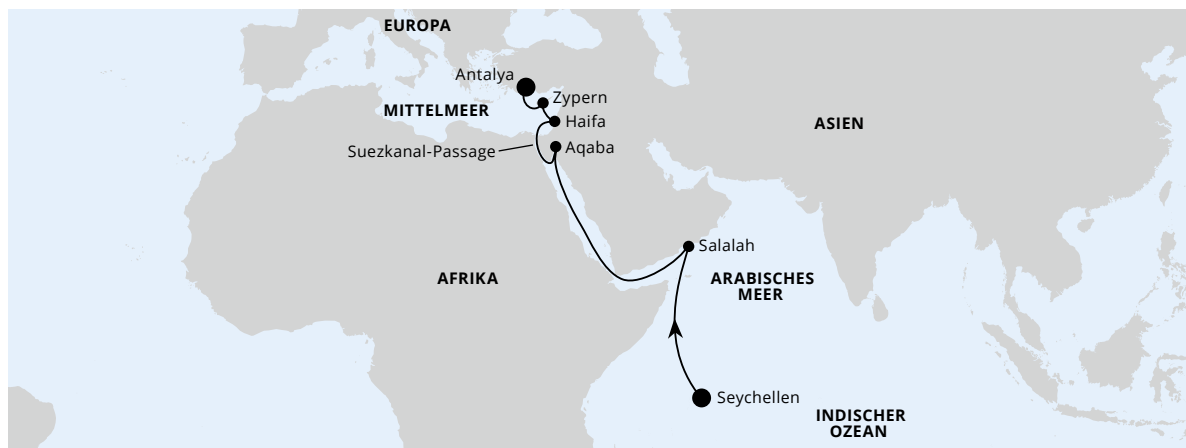 EUROPA
Antalya
Zypern
MITTELMEER
Haifa
ASIEN
Suezkanal-Passage
Aqaba
Salalah
AFRIKA
ARABISCHES
MEER
Seychellen
INDISCHER
OZEAN